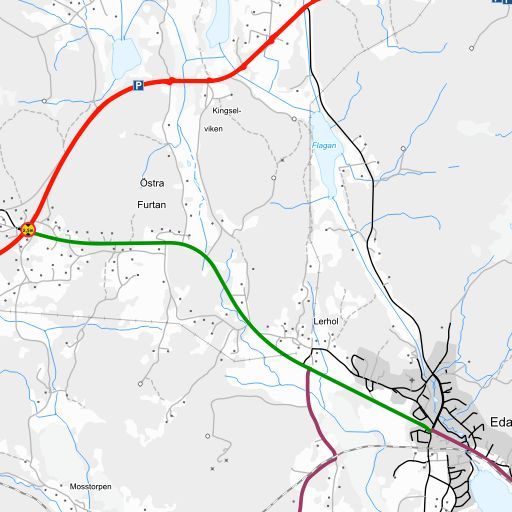 P
Kingsel-
viken
Flagan
Östra
Furtan
Lerhol
Eda
Mosstorpen